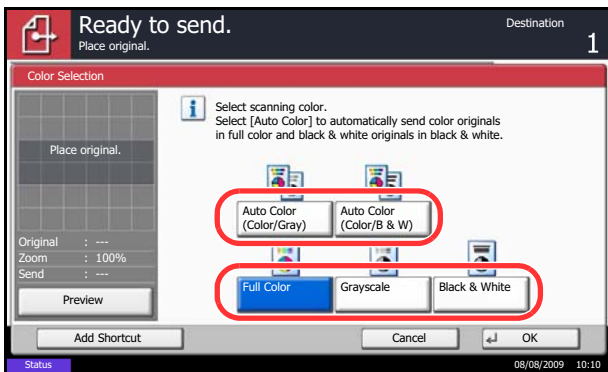 Ready to send.
Destination
Place original.
1
Color Selection
Select scanning color.
Select [Auto Color] to automatically send color originals
in full color and black & white originals in black & white.
Place original.
Auto Color
(Color/Gray)
Auto Color
(Color/B & W)
Original : ---
Zoom : 100%
Send : ---
Full Color
Grayscale
Black & White
Preview
Add Shortcut
Cancel
OK
Status
08/08/2009 10:10